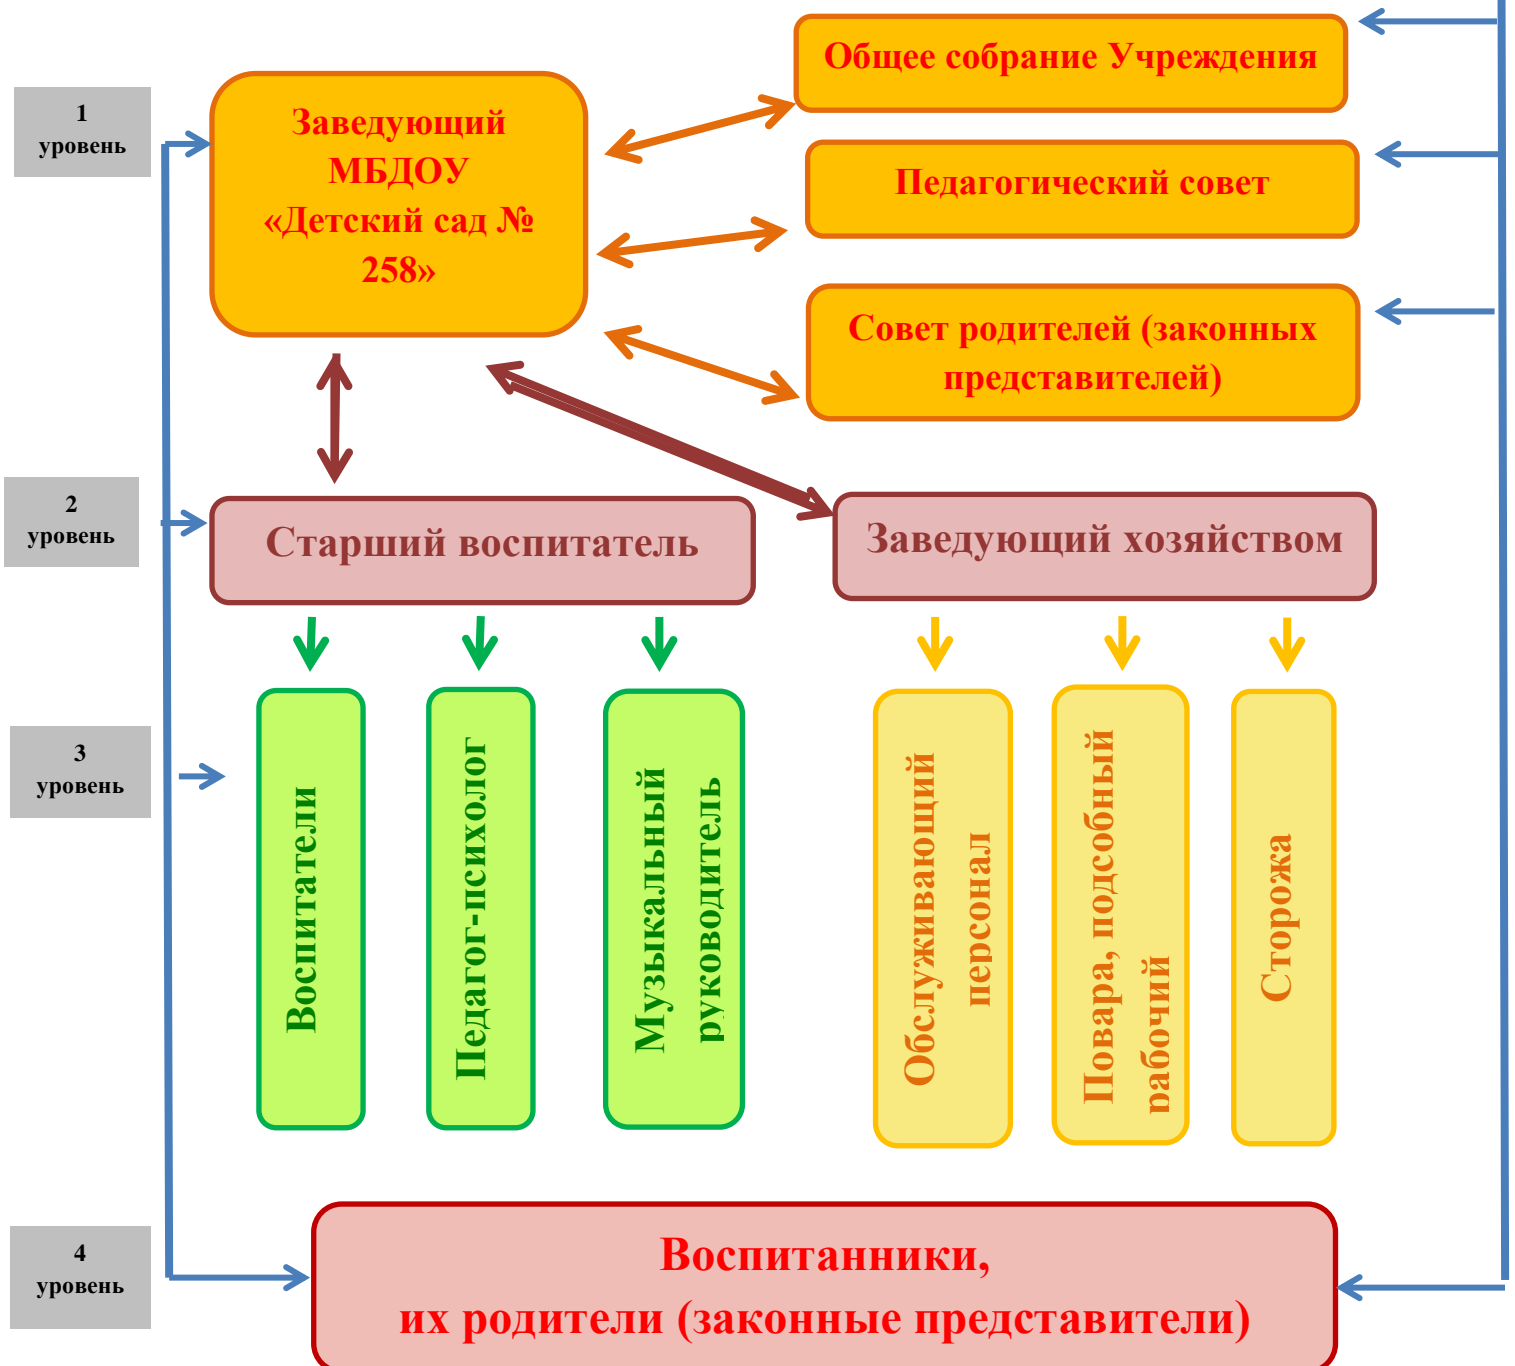 Общее собрание Учреждения
1
уровень
Заведующий
МБДОУ
«Детский сад №
258»
Педагогический совет
Совет родителей (законных
представителей)
2
уровень
Старший воспитатель
Заведующий хозяйством
3
уровень
Воспитатели
Педагог-психолог
Музыкальный
руководитель
Обслуживающий
персонал
Повара, подсобный
рабочий
Сторожа
4
уровень
Воспитанники,
их родители (законные представители)